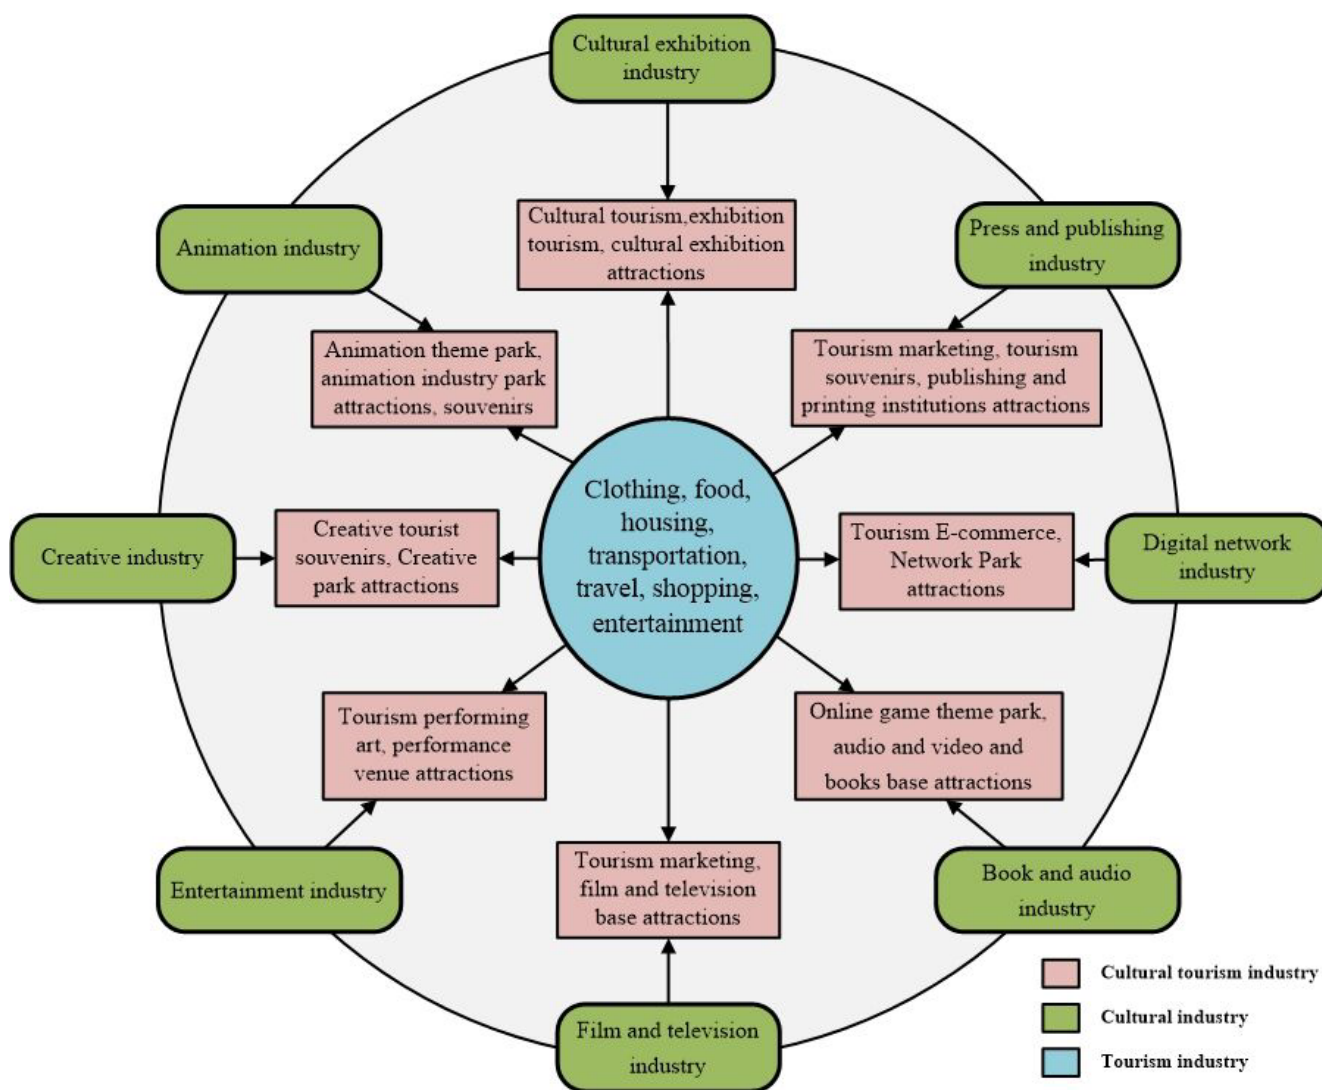 Cultural exhibition
industry
Animation industry
Press and publishing
industry
Cultural tourism,exhibition
tourism, cultural exhibition
attractions
Animation theme park,
animation industry park
attractions, souvenirs
Tourism marketing, tourism
souvenirs, publishing and
printing institutions attractions
Clothing, food,
housing,
transportation,
travel, shopping,
entertainment
Creative industry
Creative tourist
souvenirs, Creative
park attractions
Tourism E-commerce,
Network Park
attractions
Digital network
industry
Tourism performing
art, performance
venue attractions
Online game theme park,
audio and video and
books base attractions
Entertainment industry
Tourism marketing,
film and television
base attractions
Book and audio
industry
Film and television
industry
Cultural tourism industry
Cultural industry
Tourism industry